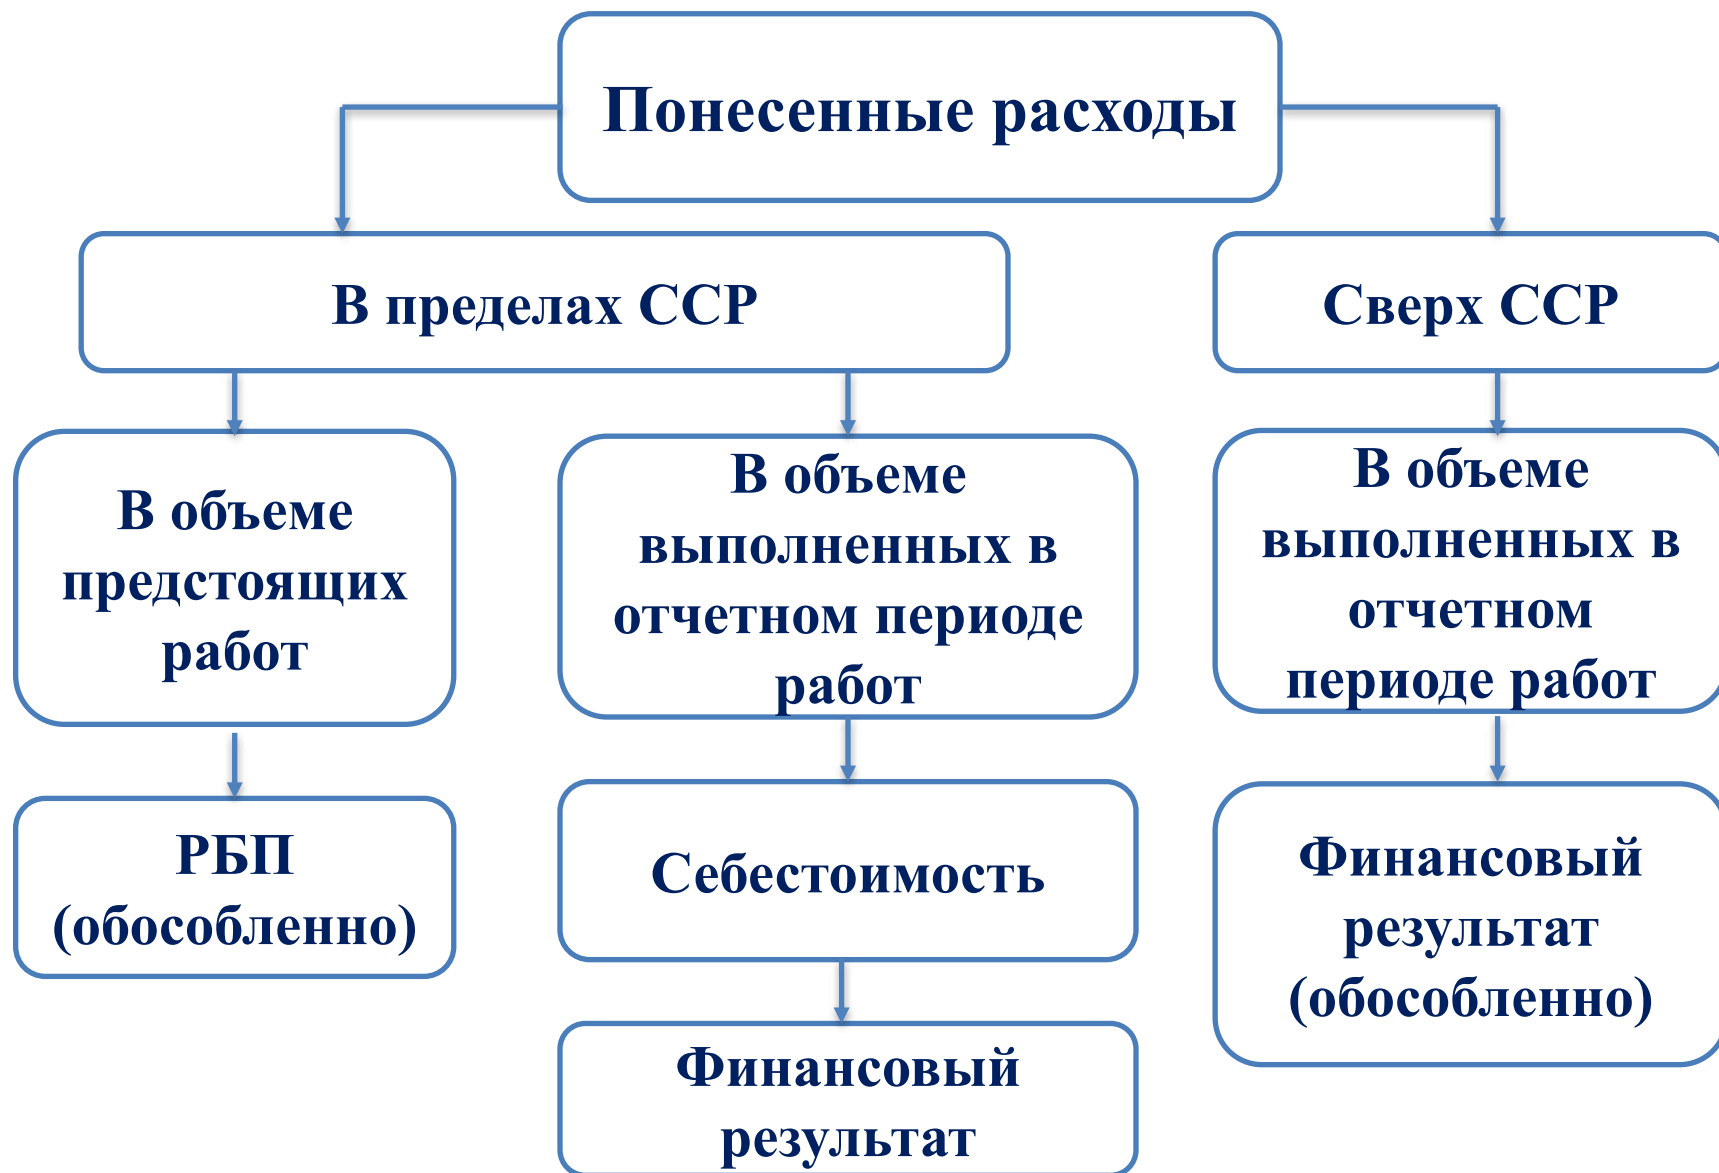 Понесенные расходы
В пределах ССР
Сверх ССР
В объеме
предстоящих
работ
В объеме
выполненных в
отчетном периоде
работ
В объеме
выполненных в
отчетном
периоде работ
РБП
(обособленно)
Себестоимость
Финансовый
результат
(обособленно)
Финансовый
результат